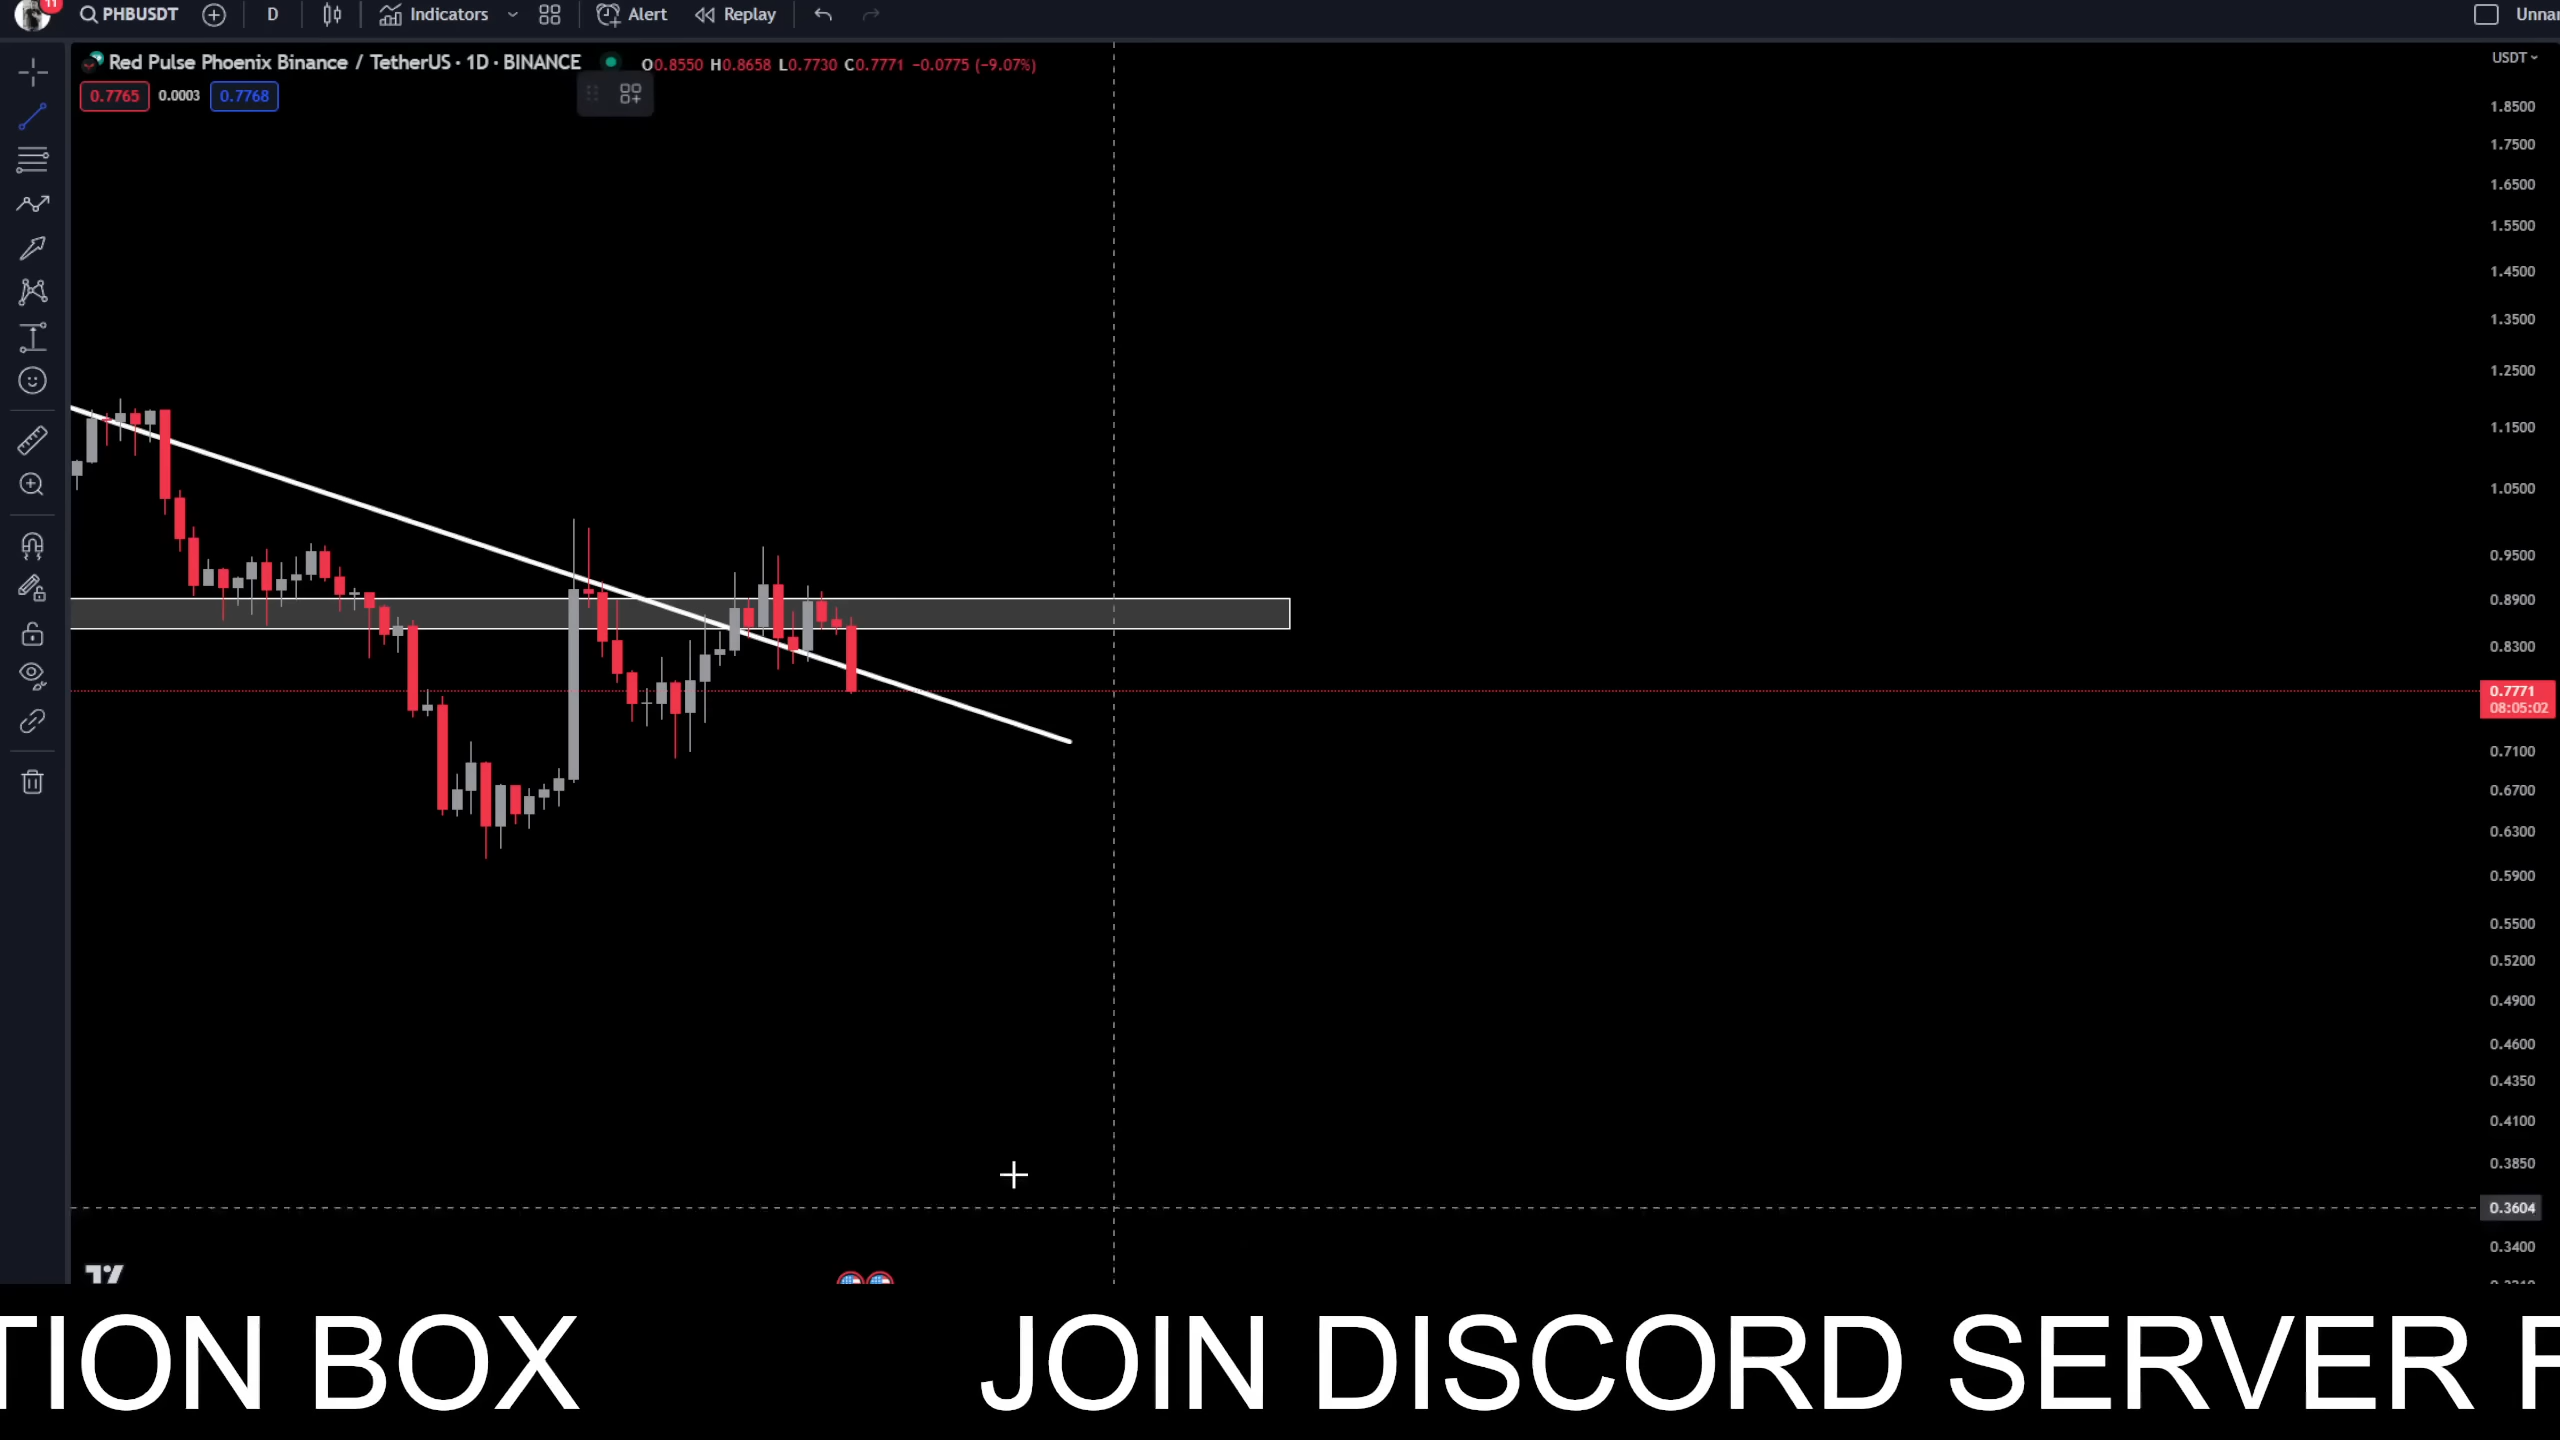 11
PHBUSDT
D
Indicators
Alert
Replay
Red Pulse Phoenix Binance / TetherUS · 1D · BINANCE
O0.8550 H0.8658 L0.7730 C0.7771 −0.0775 (−9.07%)
0.7765 0.0003 0.7768
USDT
1.8500
1.7500
1.6500
1.5500
1.4500
1.3500
1.2500
1.1500
1.0500
0.9500
0.8900
0.8300
0.7771
08:05:02
0.7100
0.6700
0.6300
0.5900
0.5500
0.5200
0.4900
0.4600
0.4350
0.4100
0.3850
0.3604
0.3400
TION BOX JOIN DISCORD SERVER